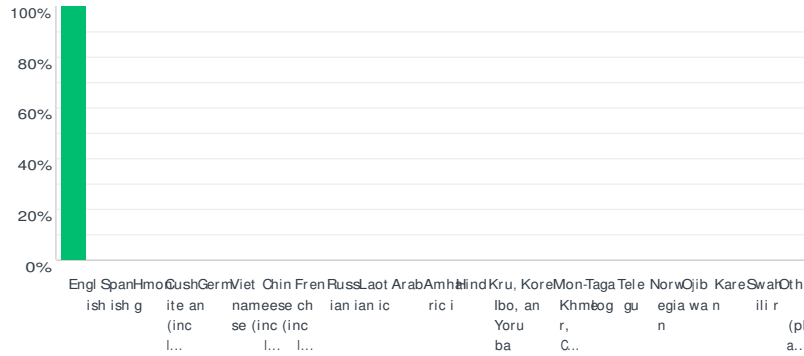 100%
80%
60%
40%
20%
0%
Engl Span Hmon Cush Germ Viet Chin Fren Russ Laot Arab Amha Hind Kru, Kore Mon- Taga Tele Norw Ojib Kare Swah Oth
ish ish g ite an nam ese ch ian ian ic ric i Ibo, an Khme log gu egia wa n ili r
(inc se (inc (inc Yoru r, n (pl
l... l... l... ba C... a..